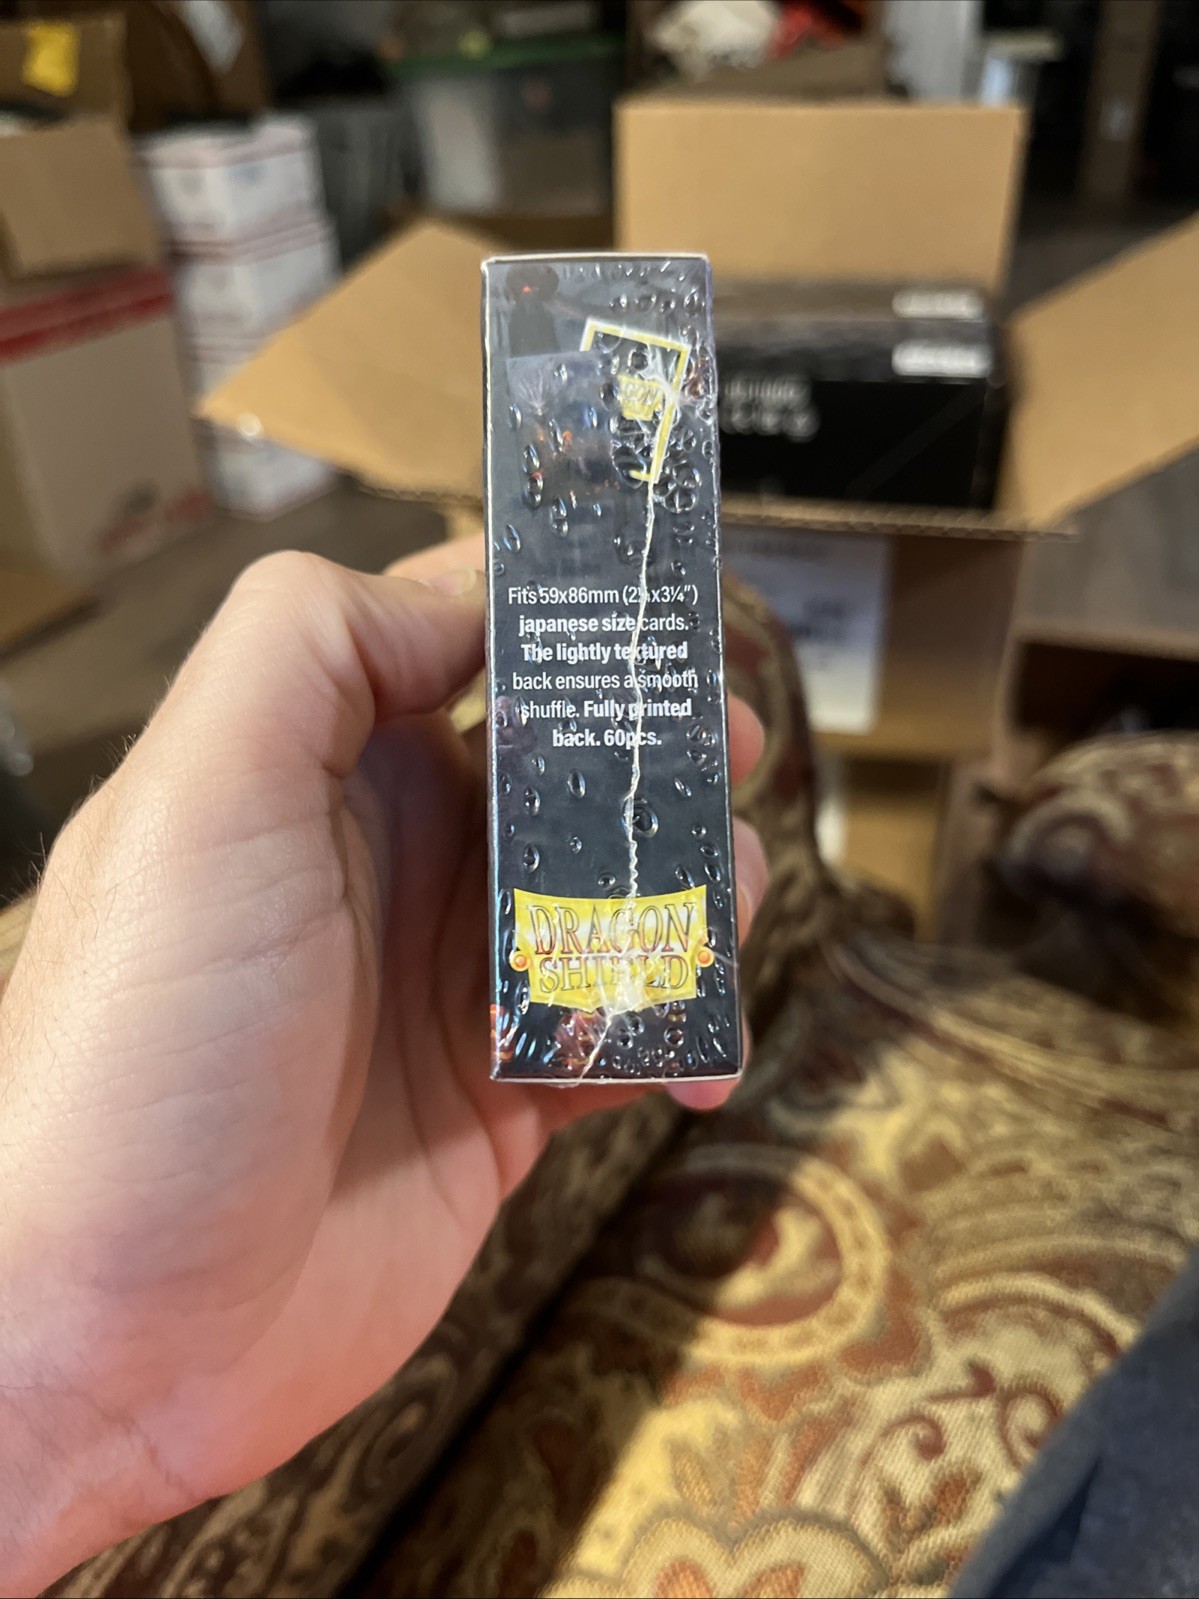 Fits 59x86mm (2¼x3¼")
japanese size cards.
The lightly textured
back ensures a smooth
shuffle. Fully printed
back. 60pcs.
DRAGON
SHIELD